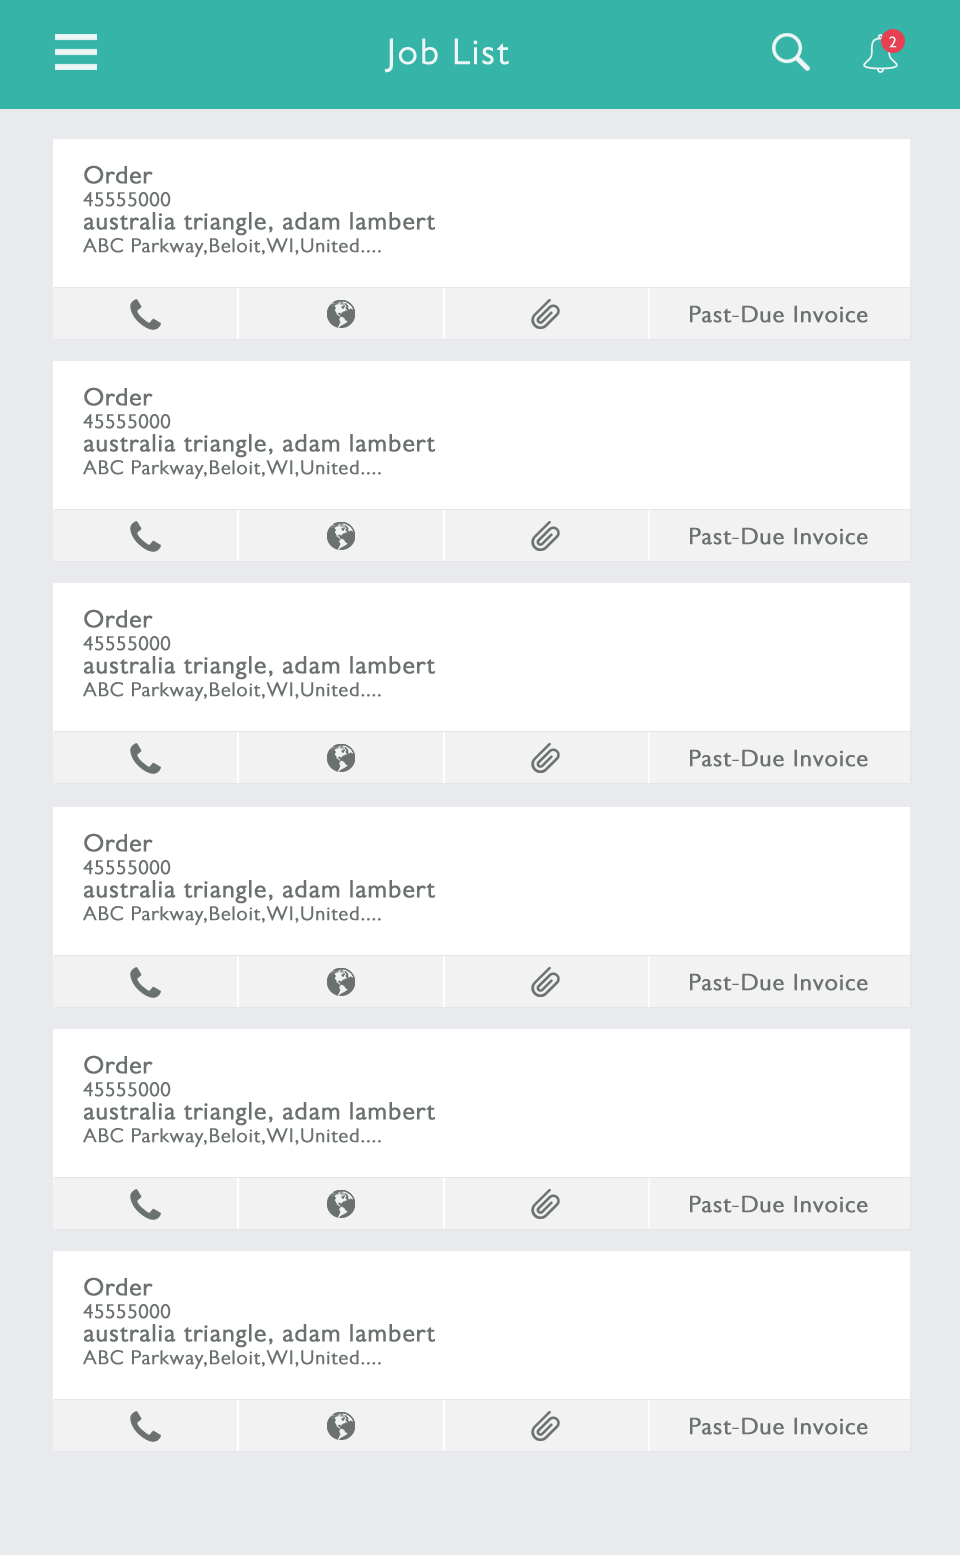 Job List
2
Order
45555000
australia triangle, adam lambert
ABC Parkway,Beloit,WI,United....
Past-Due Invoice
Order
45555000
australia triangle, adam lambert
ABC Parkway,Beloit,WI,United....
Past-Due Invoice
Order
45555000
australia triangle, adam lambert
ABC Parkway,Beloit,WI,United....
Past-Due Invoice
Order
45555000
australia triangle, adam lambert
ABC Parkway,Beloit,WI,United....
Past-Due Invoice
Order
45555000
australia triangle, adam lambert
ABC Parkway,Beloit,WI,United....
Past-Due Invoice
Order
45555000
australia triangle, adam lambert
ABC Parkway,Beloit,WI,United....
Past-Due Invoice